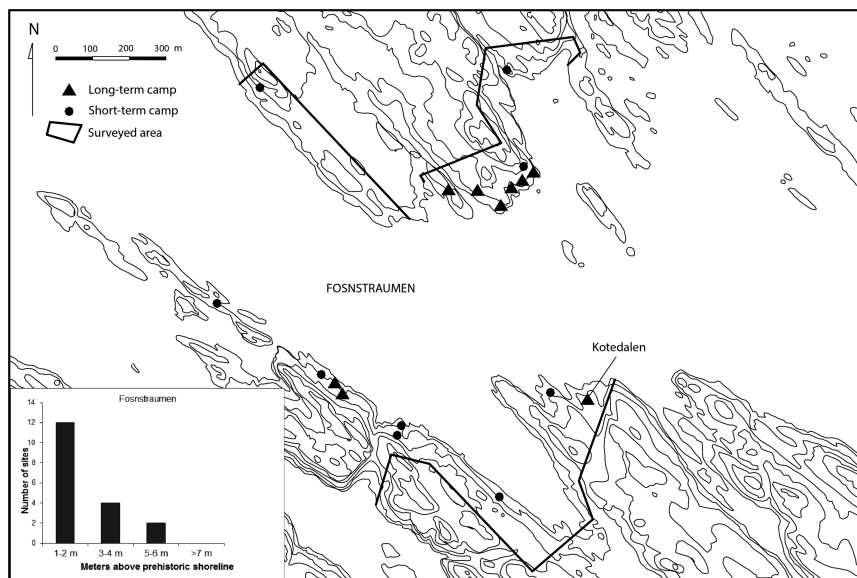 N
0 100 200 300 m
Long-term camp
Short-term camp
Surveyed area
FOSNSTRAUMEN
Kotedalen
Fosnstraumen
Number of sites
14
12
10
8
6
4
2
0
1-2 m 3-4 m 5-6 m >7 m
Meters above prehistoric shoreline